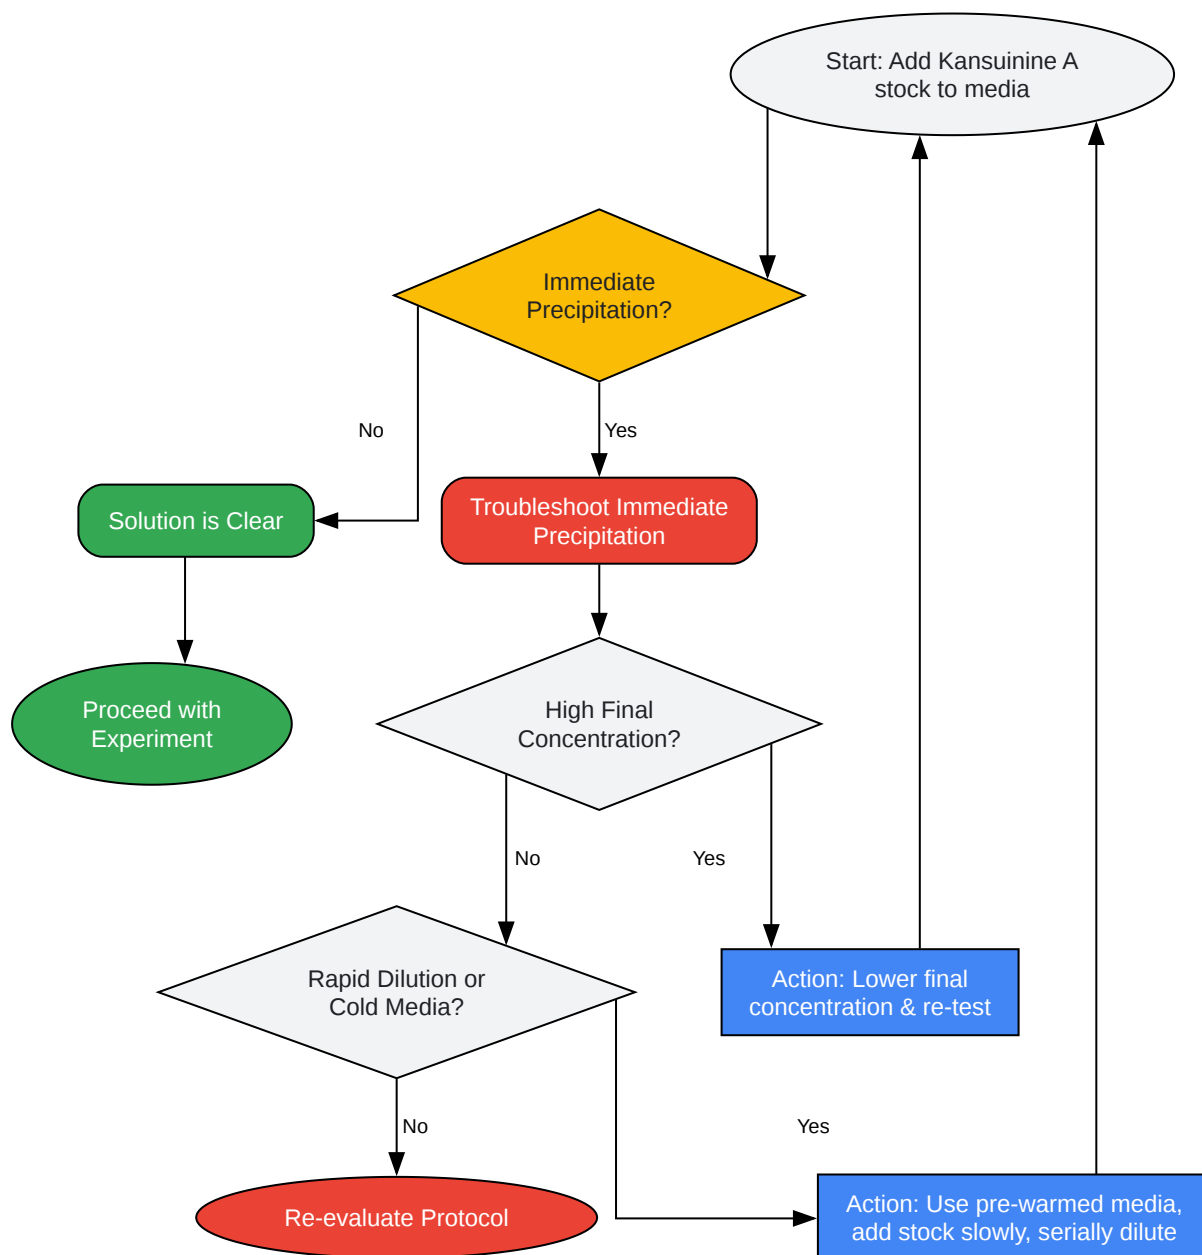 Start: Add Kansuinine A
stock to media
Immediate
Precipitation?
No
Yes
Solution is Clear
Troubleshoot Immediate
Precipitation
Proceed with
Experiment
High Final
Concentration?
No
Yes
Rapid Dilution or
Cold Media?
Action: Lower final
concentration & re-test
No
Yes
Re-evaluate Protocol
Action: Use pre-warmed media,
add stock slowly, serially dilute